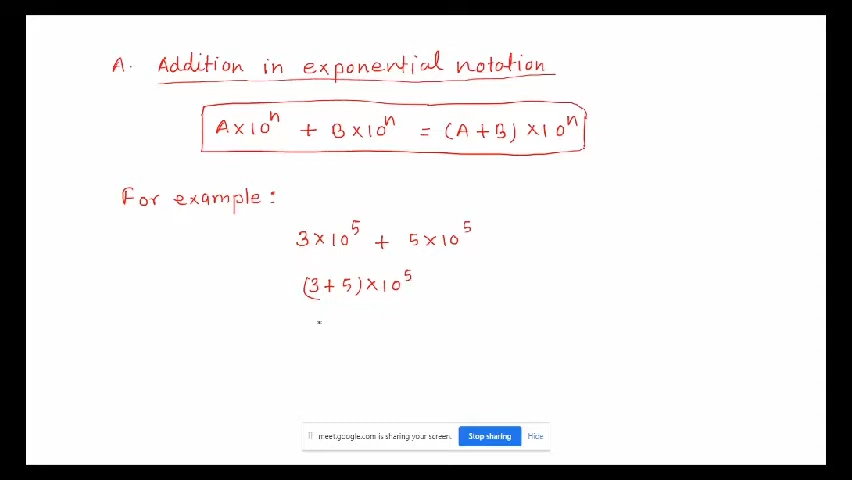 A. Addition in exponential notation
A×10ⁿ + B×10ⁿ = (A+B)×10ⁿ
For example:
3×10⁵ + 5×10⁵
(3+5)×10⁵
meet.google.com is sharing your screen. Stop sharing Hide